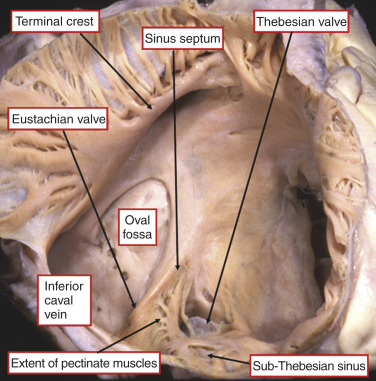 Terminal crest
Thebesian valve
Sinus septum
Eustachian valve
Oval
fossa
Inferior
caval
vein
Extent of pectinate muscles
Sub-Thebesian sinus